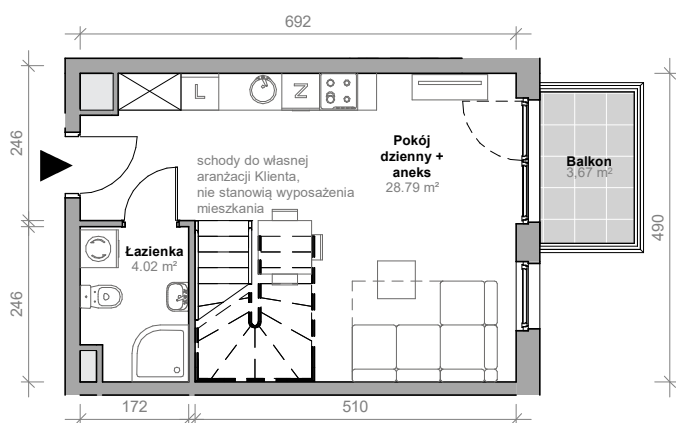 692
246
L
Z
Pokój
dzienny +
aneks
28.79 m²
schody do własnej
aranżacji Klienta,
nie stanowią wyposażenia
mieszkania
Balkon
3,67 m²
490
Łazienka
4.02 m²
246
172
510